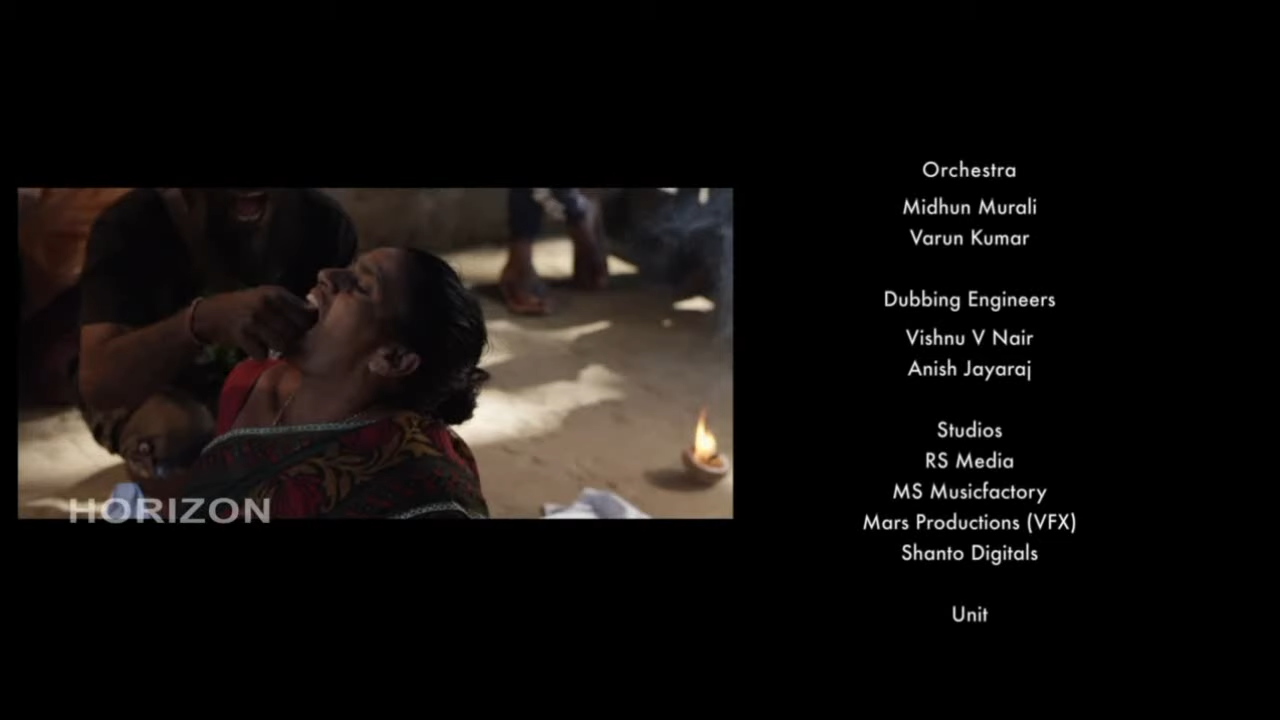 Orchestra
Midhun Murali
Varun Kumar
Dubbing Engineers
Vishnu V Nair
Anish Jayaraj
Studios
RS Media
MS Musicfactory
Mars Productions (VFX)
Shanto Digitals
Unit
HORIZON